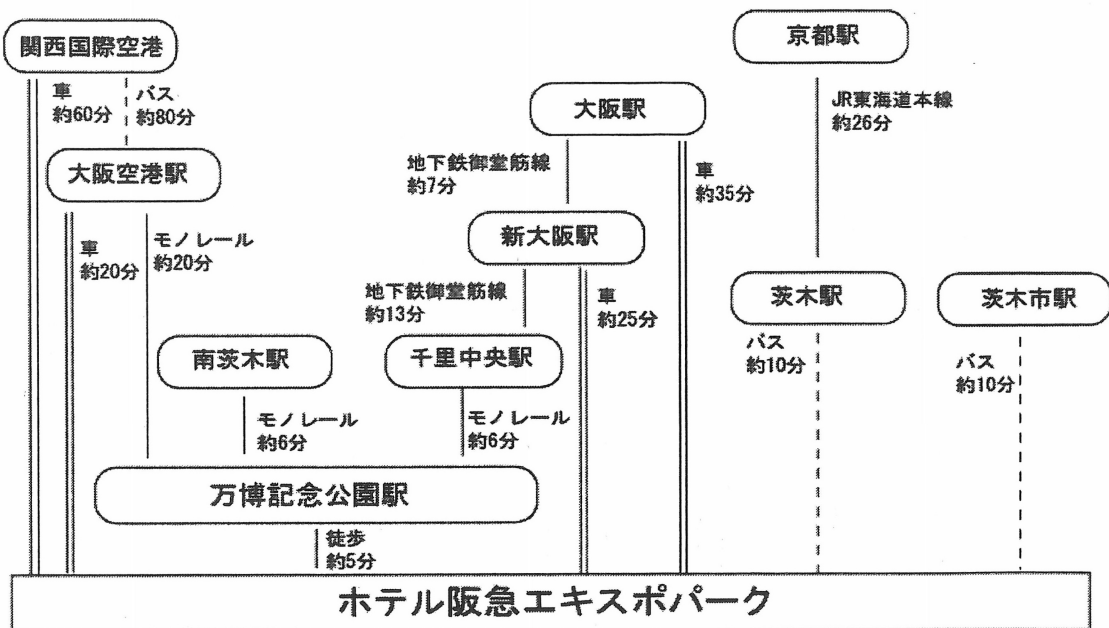 関西国際空港
京都駅
車
約60分
バス
約80分
大阪駅
JR東海道本線
約26分
大阪空港駅
地下鉄御堂筋線
約7分
車
約35分
新大阪駅
車
約20分
モノレール
約20分
地下鉄御堂筋線
約13分
車
約25分
茨木駅
茨木市駅
南茨木駅
千里中央駅
バス
約10分
バス
約10分
モノレール
約6分
モノレール
約6分
万博記念公園駅
徒歩
約5分
ホテル阪急エキスポパーク